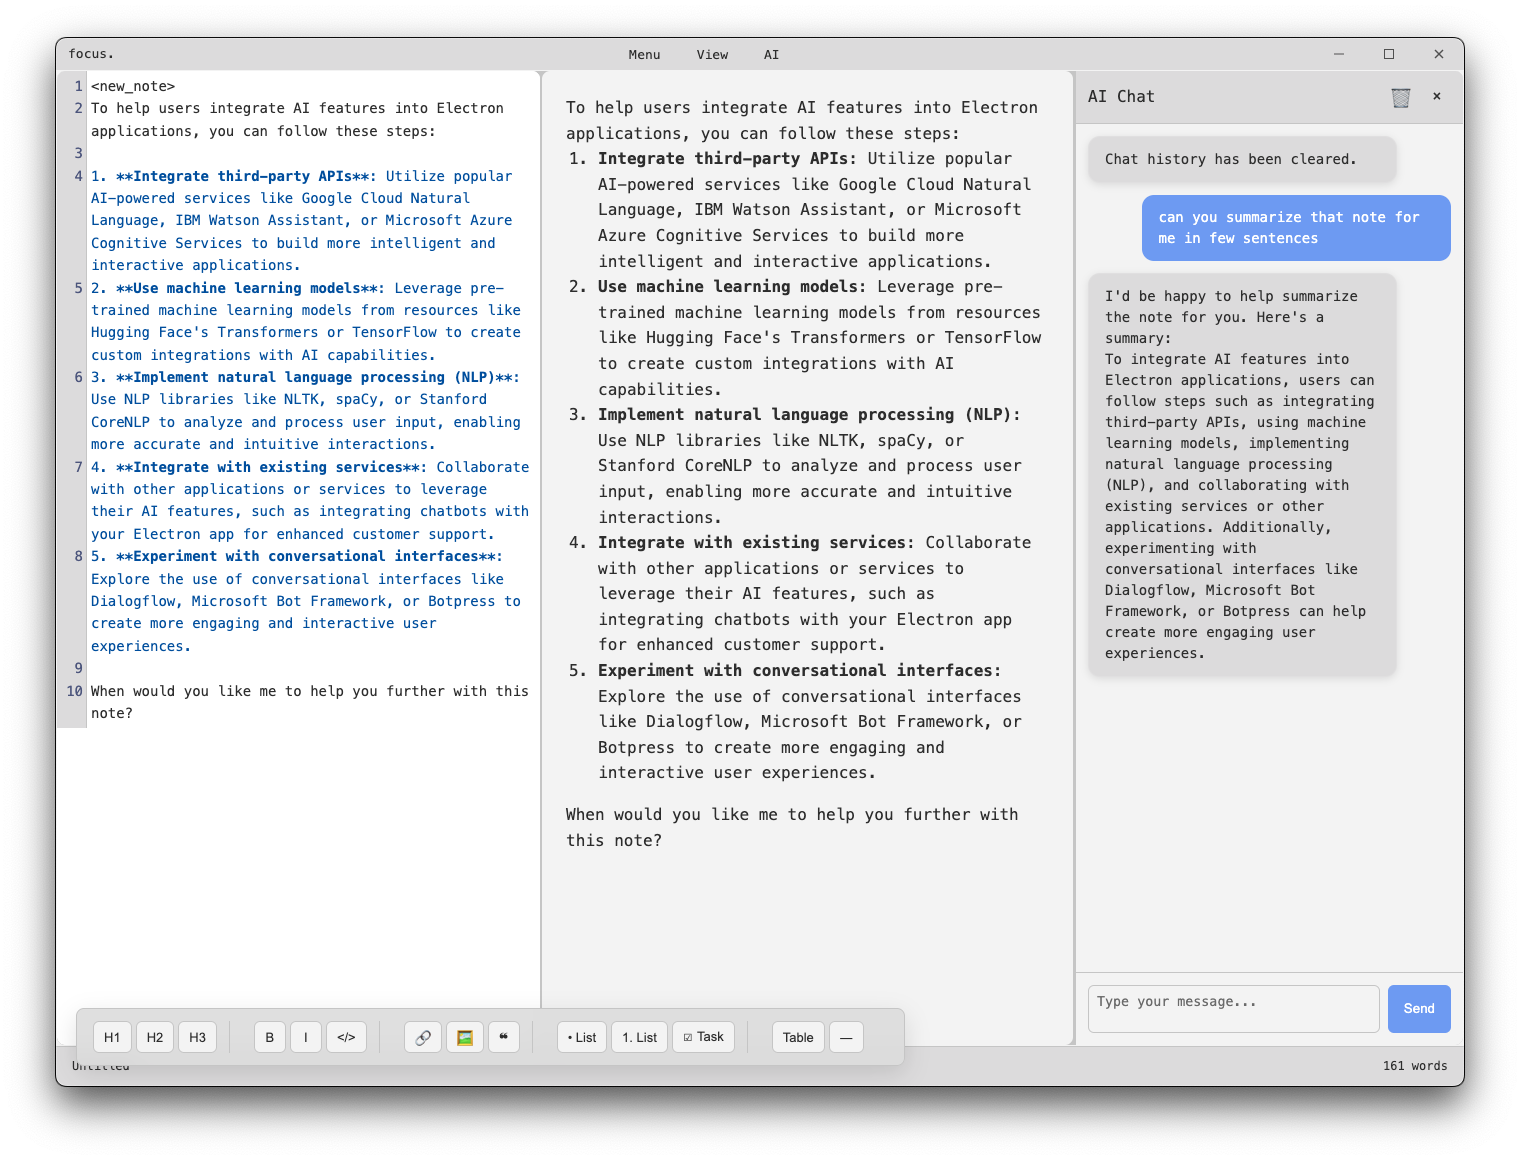 focus.
Menu View AI
1 <new_note>
2 To help users integrate AI features into Electron
applications, you can follow these steps:
3
4 1. **Integrate third-party APIs**: Utilize popular
AI-powered services like Google Cloud Natural
Language, IBM Watson Assistant, or Microsoft Azure
Cognitive Services to build more intelligent and
interactive applications.
5 2. **Use machine learning models**: Leverage pre-
trained machine learning models from resources like
Hugging Face's Transformers or TensorFlow to create
custom integrations with AI capabilities.
6 3. **Implement natural language processing (NLP)**:
Use NLP libraries like NLTK, spaCy, or Stanford
CoreNLP to analyze and process user input, enabling
more accurate and intuitive interactions.
7 4. **Integrate with existing services**: Collaborate
with other applications or services to leverage
their AI features, such as integrating chatbots with
your Electron app for enhanced customer support.
8 5. **Experiment with conversational interfaces**:
Explore the use of conversational interfaces like
Dialogflow, Microsoft Bot Framework, or Botpress to
create more engaging and interactive user
experiences.
9
10 When would you like me to help you further with this
note?
To help users integrate AI features into Electron
applications, you can follow these steps:
1. Integrate third-party APIs: Utilize popular
AI-powered services like Google Cloud Natural
Language, IBM Watson Assistant, or Microsoft
Azure Cognitive Services to build more
intelligent and interactive applications.
2. Use machine learning models: Leverage pre-
trained machine learning models from resources
like Hugging Face's Transformers or TensorFlow
to create custom integrations with AI
capabilities.
3. Implement natural language processing (NLP):
Use NLP libraries like NLTK, spaCy, or
Stanford CoreNLP to analyze and process user
input, enabling more accurate and intuitive
interactions.
4. Integrate with existing services: Collaborate
with other applications or services to
leverage their AI features, such as
integrating chatbots with your Electron app
for enhanced customer support.
5. Experiment with conversational interfaces:
Explore the use of conversational interfaces
like Dialogflow, Microsoft Bot Framework, or
Botpress to create more engaging and
interactive user experiences.
When would you like me to help you further with
this note?
AI Chat
Chat history has been cleared.
can you summarize that note for
me in few sentences
I'd be happy to help summarize
the note for you. Here's a
summary:
To integrate AI features into
Electron applications, users can
follow steps such as integrating
third-party APIs, using machine
learning models, implementing
natural language processing
(NLP), and collaborating with
existing services or other
applications. Additionally,
experimenting with
conversational interfaces like
Dialogflow, Microsoft Bot
Framework, or Botpress can help
create more engaging user
experiences.
Type your message...
Send
H1 H2 H3 B I </> ❝ • List 1. List ☑ Task Table —
Untitled
161 words